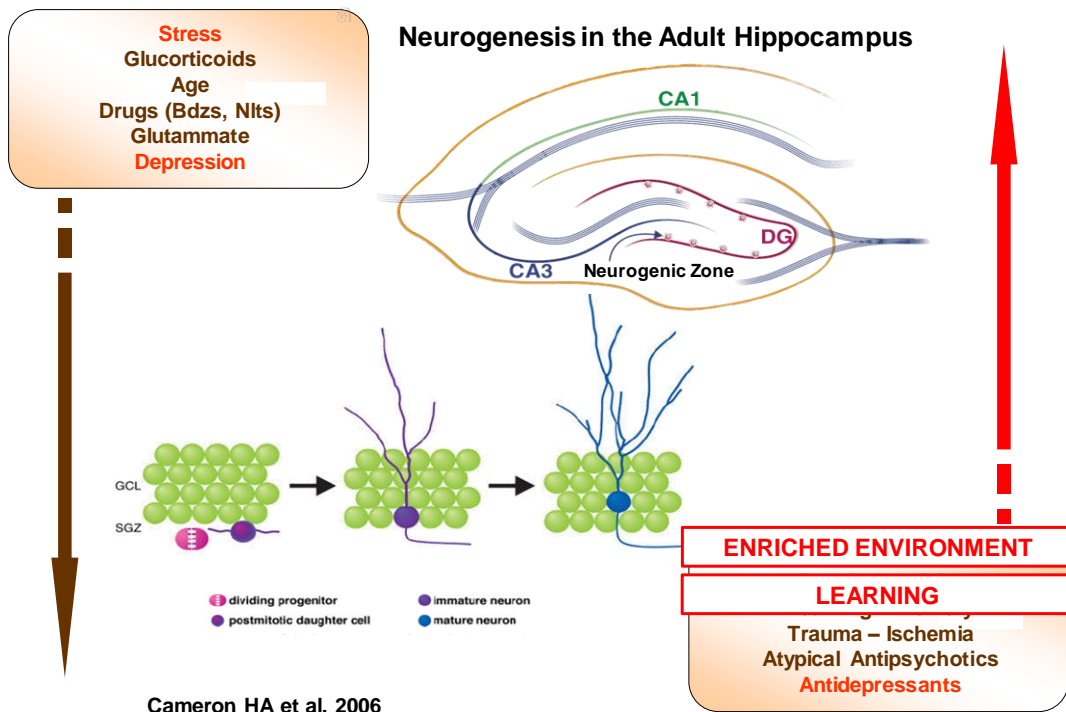 Stress
Glucorticoids
Age
Drugs (Bdzs, Nlts)
Glutammate
Depression
Neurogenesis in the Adult Hippocampus
CA1
DG
CA3
Neurogenic Zone
GCL
SGZ
dividing progenitor
postmitotic daughter cell
immature neuron
mature neuron
ENRICHED ENVIRONMENT
LEARNING
Trauma – Ischemia
Atypical Antipsychotics
Antidepressants
Cameron HA et al. 2006